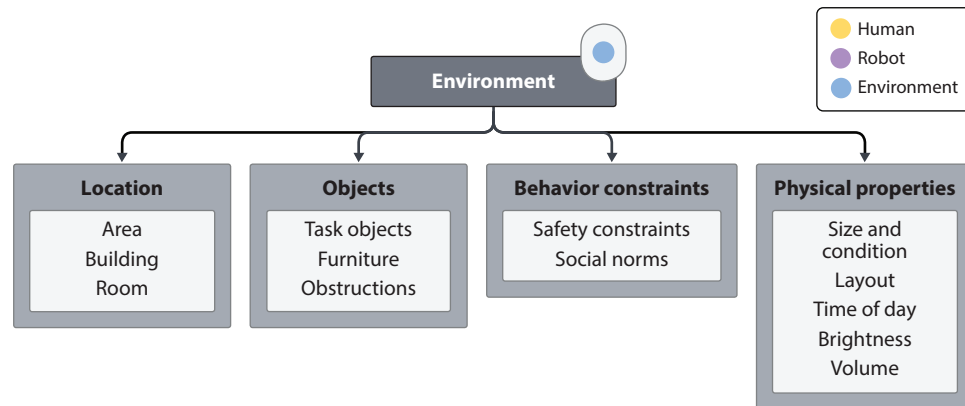 Human
Robot
Environment
Environment
Location
Area
Building
Room
Objects
Task objects
Furniture
Obstructions
Behavior constraints
Safety constraints
Social norms
Physical properties
Size and
condition
Layout
Time of day
Brightness
Volume